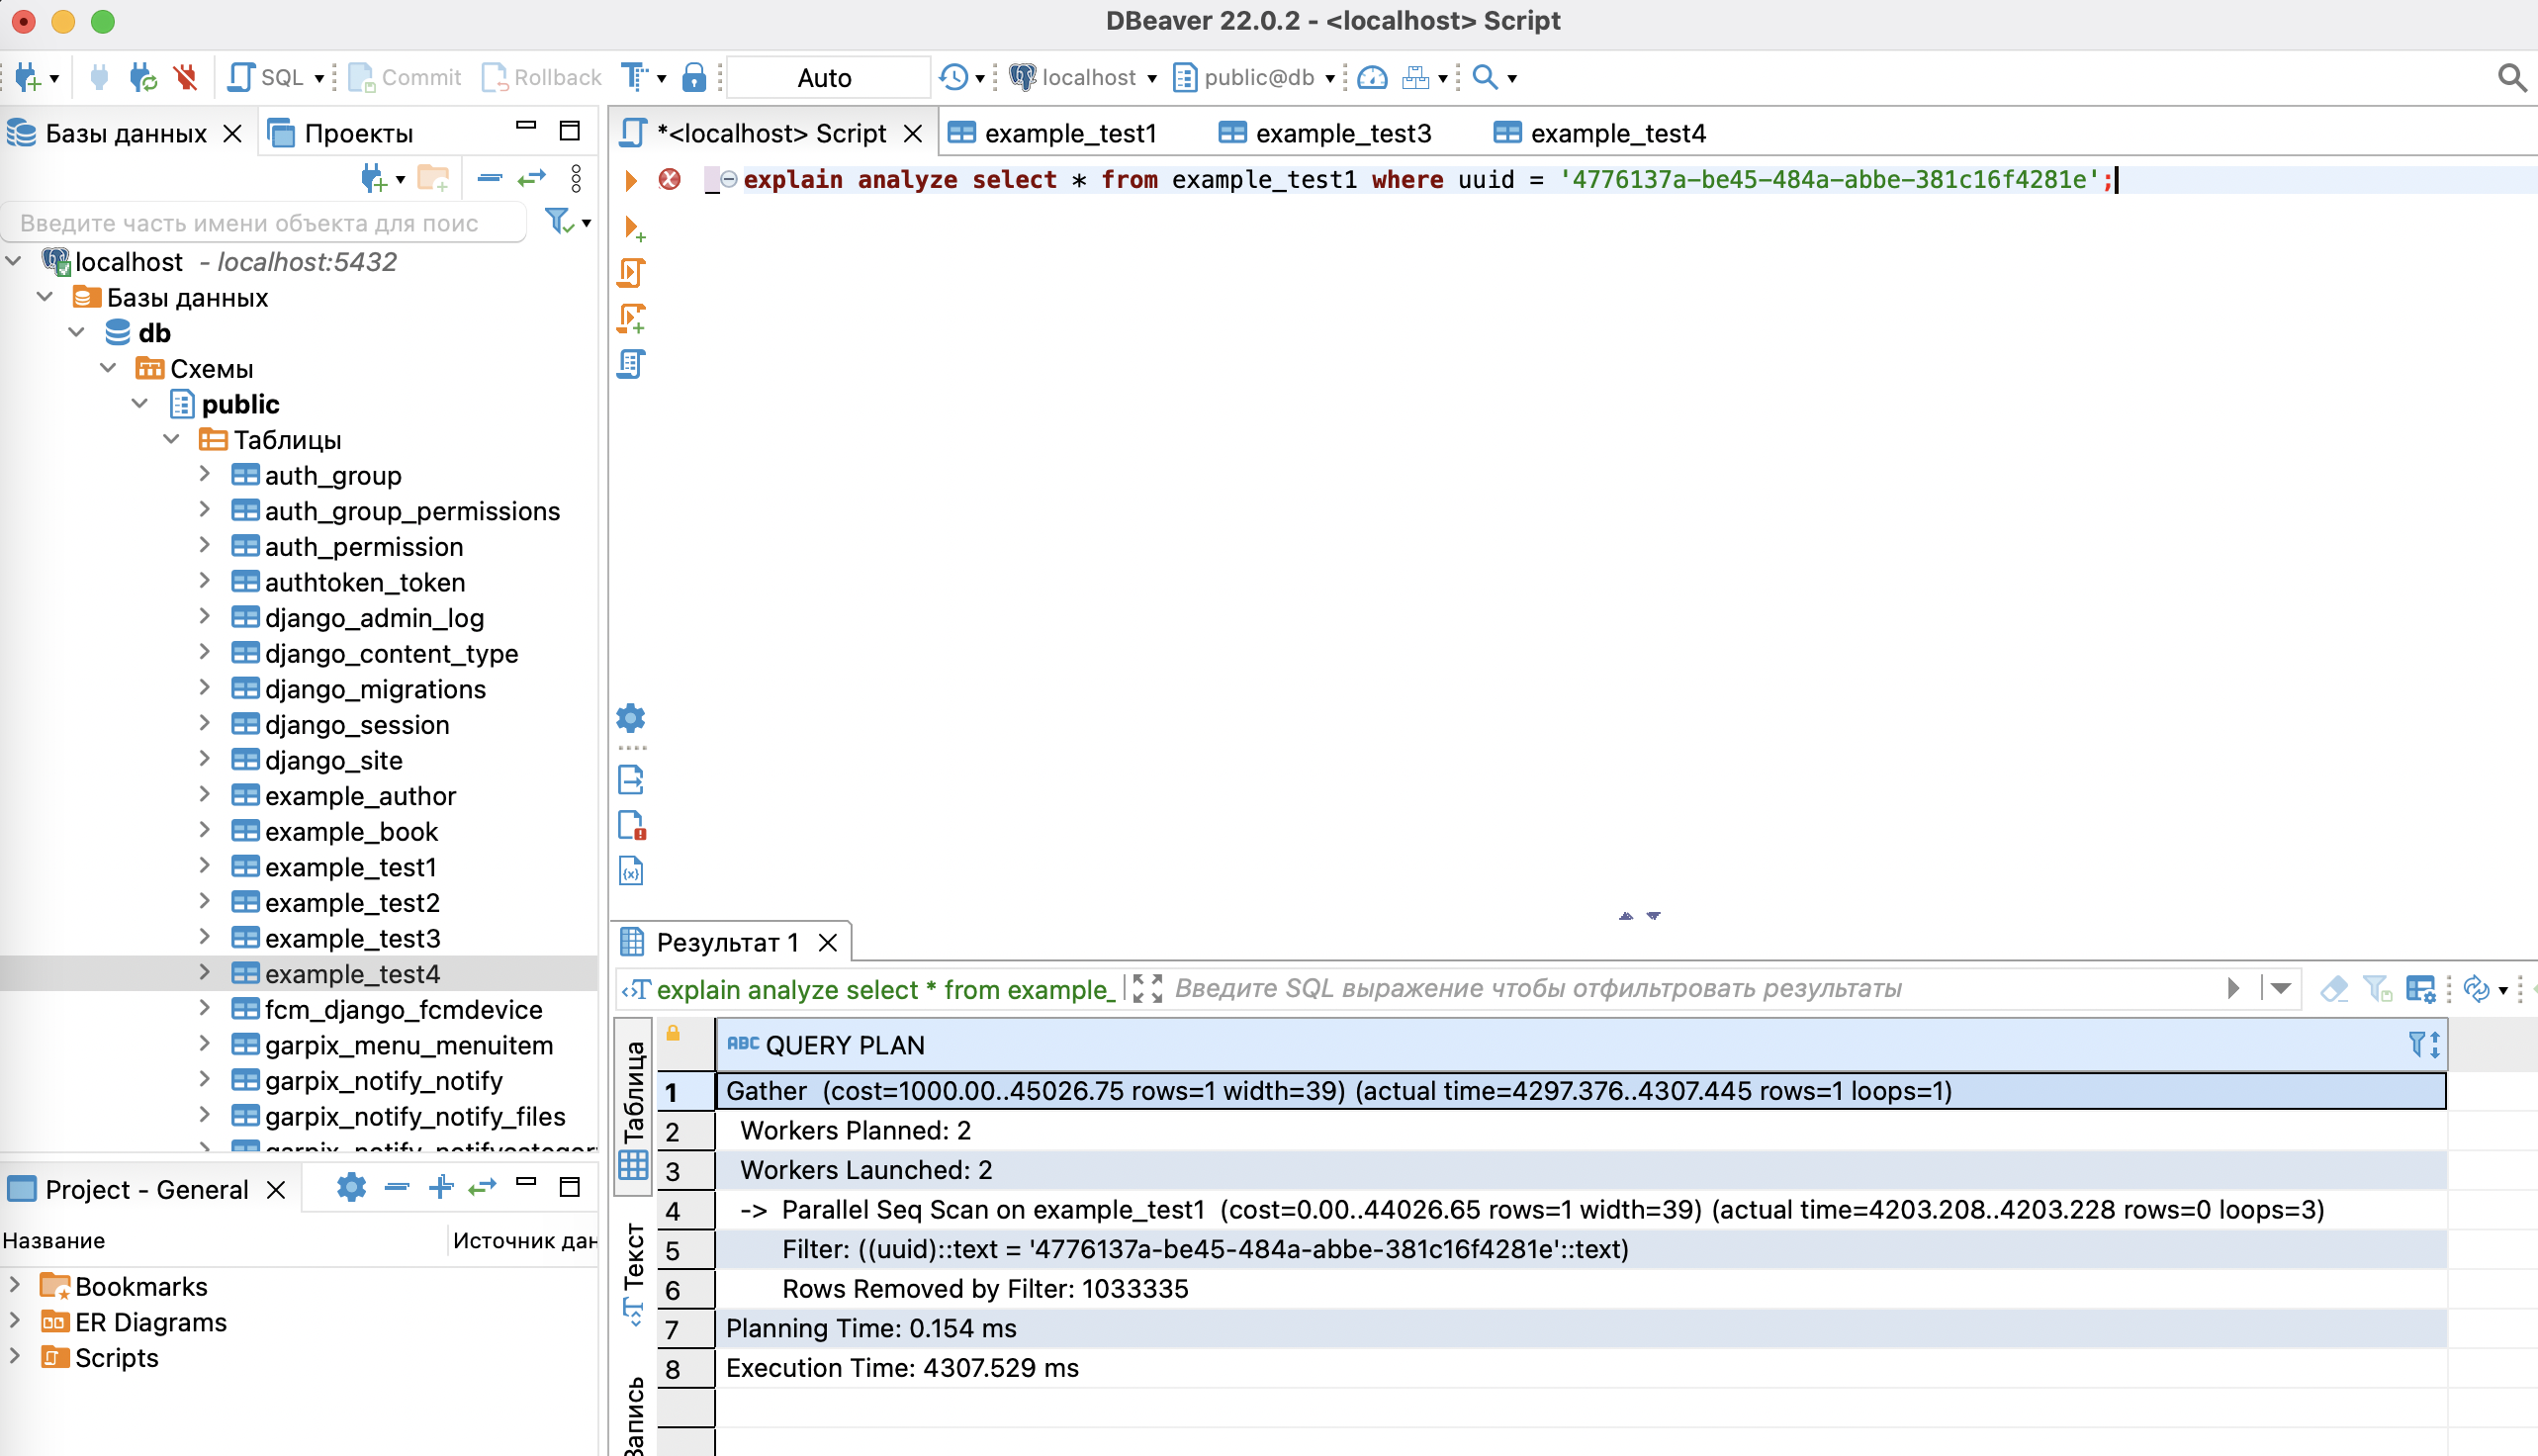 DBeaver 22.0.2 - <localhost> Script
SQL Commit Rollback Auto localhost public@db
Базы данных Проекты
*<localhost> Script example_test1 example_test3 example_test4
explain analyze select * from example_test1 where uuid = '4776137a-be45-484a-abbe-381c16f4281e';
Введите часть имени объекта для поис
localhost - localhost:5432
Базы данных
db
Схемы
public
Таблицы
auth_group
auth_group_permissions
auth_permission
authtoken_token
django_admin_log
django_content_type
django_migrations
django_session
django_site
example_author
example_book
example_test1
example_test2
example_test3
example_test4
fcm_django_fcmdevice
garpix_menu_menuitem
garpix_notify_notify
garpix_notify_notify_files
garpix_notify_notifycategor
Project - General
Название Источник дан
Bookmarks
ER Diagrams
Scripts
Результат 1
explain analyze select * from example_ Введите SQL выражение чтобы отфильтровать результаты
Таблица
Текст
Запись
ABC QUERY PLAN
1 Gather (cost=1000.00..45026.75 rows=1 width=39) (actual time=4297.376..4307.445 rows=1 loops=1)
2 Workers Planned: 2
3 Workers Launched: 2
4 -> Parallel Seq Scan on example_test1 (cost=0.00..44026.65 rows=1 width=39) (actual time=4203.208..4203.228 rows=0 loops=3)
5 Filter: ((uuid)::text = '4776137a-be45-484a-abbe-381c16f4281e'::text)
6 Rows Removed by Filter: 1033335
7 Planning Time: 0.154 ms
8 Execution Time: 4307.529 ms